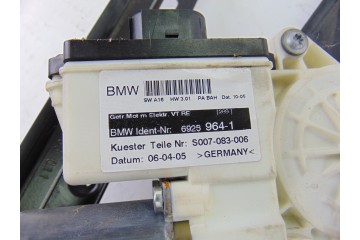 BMW
SW A18 HW 3.01 PA BAH Dat. 10-05
Getr Mot m Elektr. VT RE
BMW Ident-Nr: 6925 964-1
Kuester Teile Nr: S007-083-006
Datum: 06-04-05 >GERMANY<